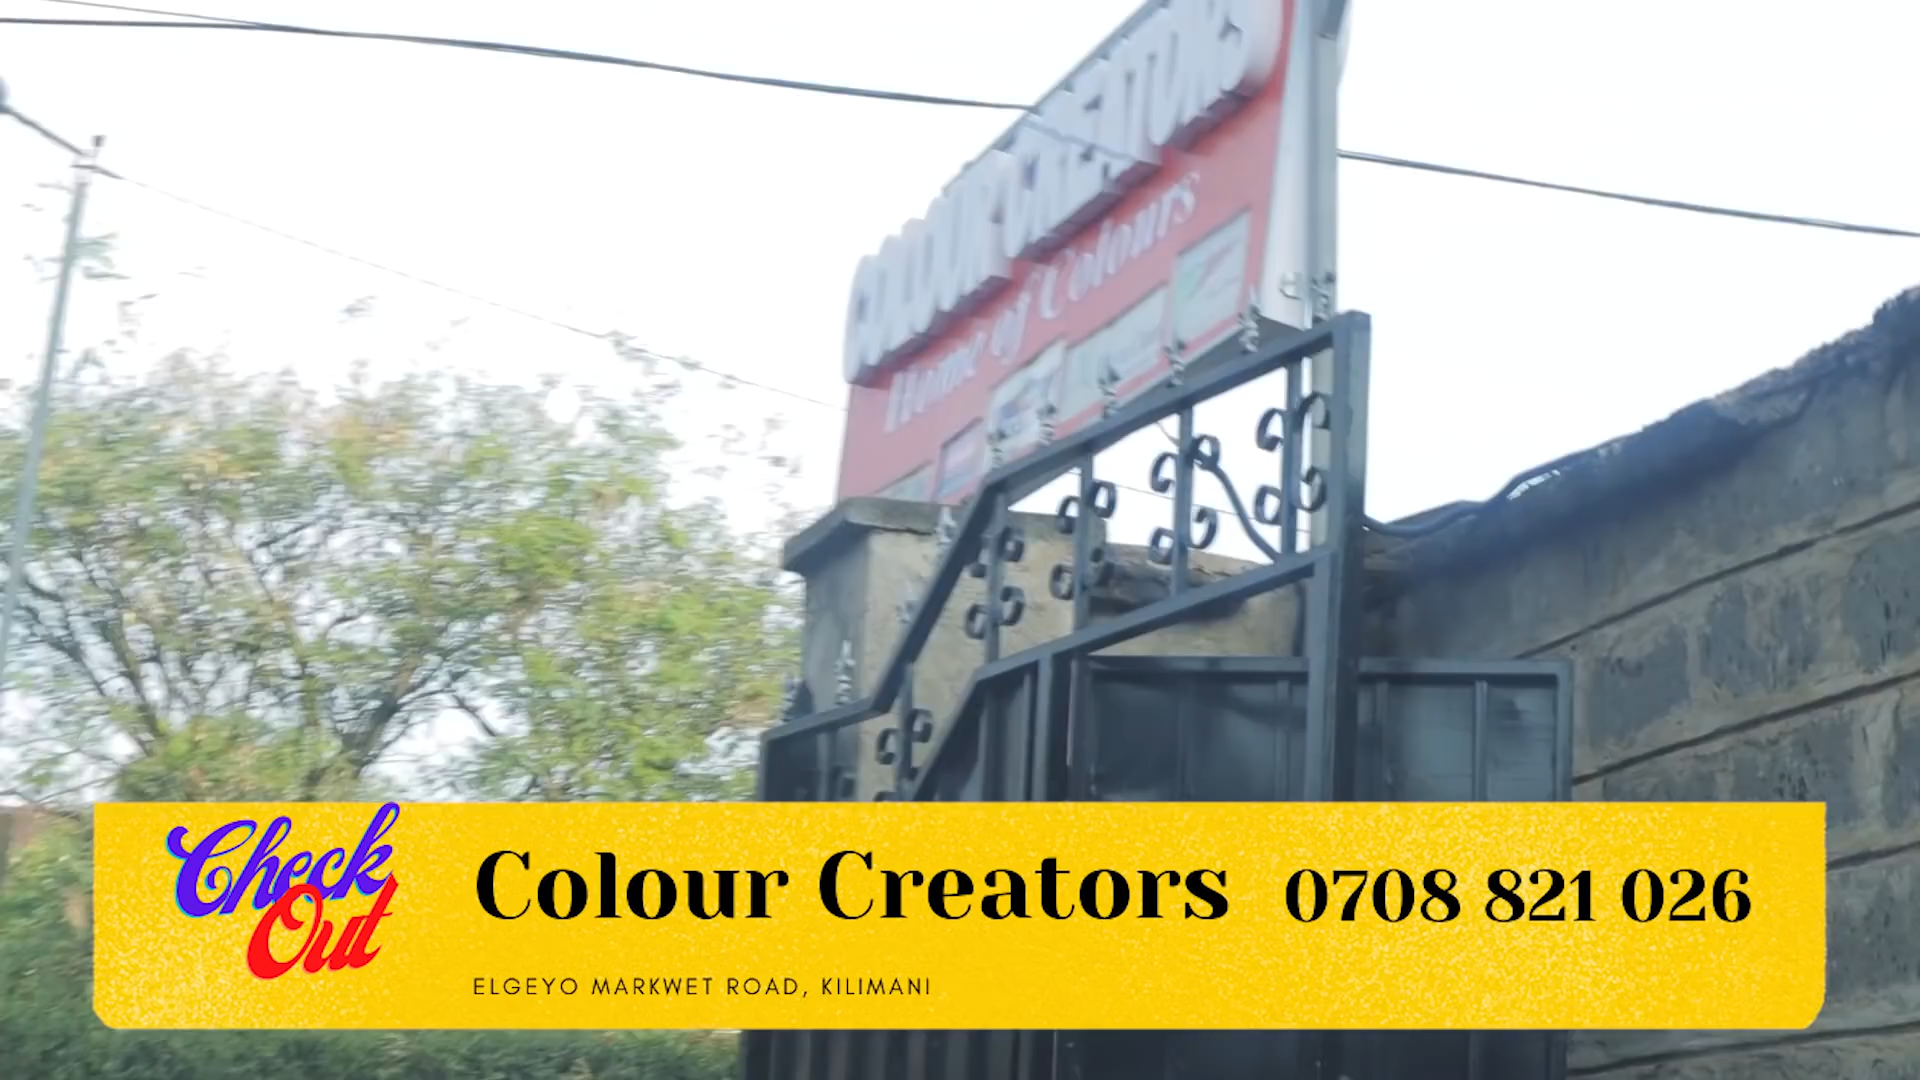 COLOUR CREATORS
Home of Colours
Check
Out
Colour Creators 0708 821 026
ELGEYO MARKWET ROAD, KILIMANI